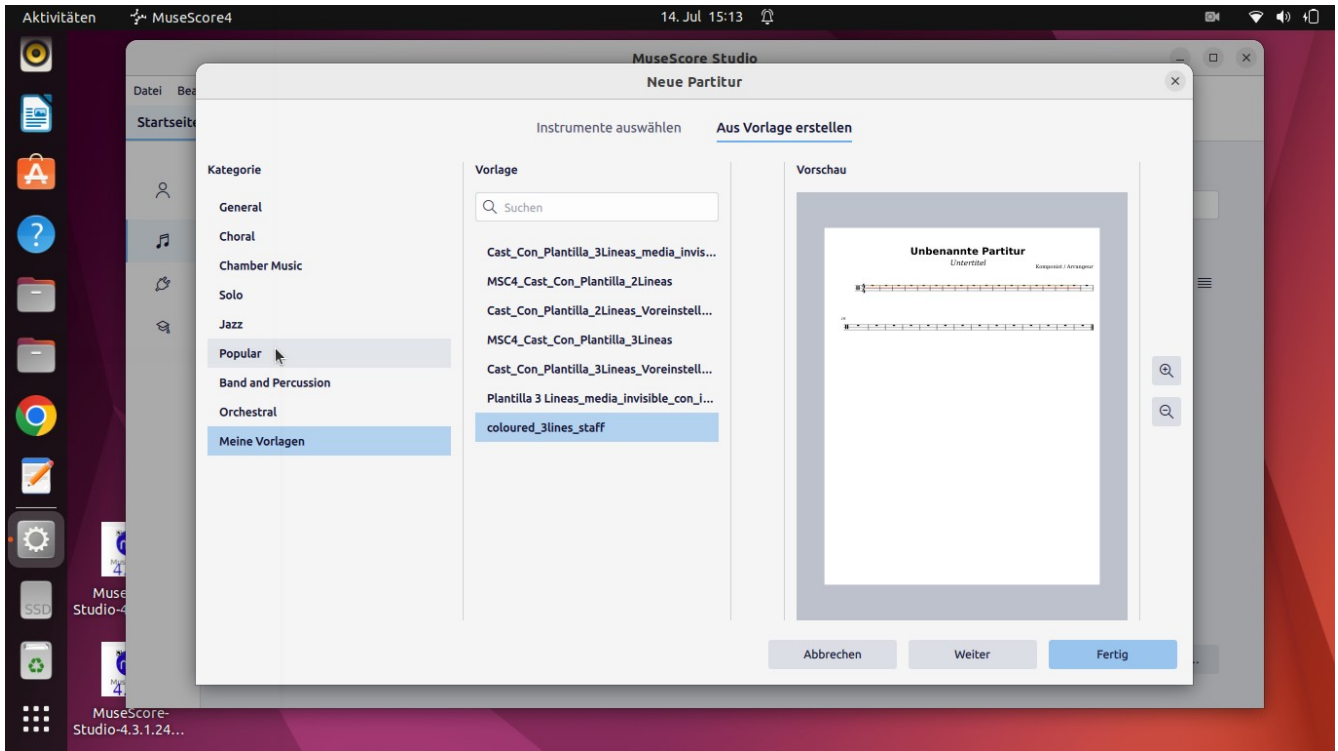 Aktivitäten MuseScore4 14. Jul 15:13
MuseScore Studio
Neue Partitur
Datei Bea
Startseite
Instrumente auswählen Aus Vorlage erstellen
Kategorie
General
Choral
Chamber Music
Solo
Jazz
Popular
Band and Percussion
Orchestral
Meine Vorlagen
Vorlage
Suchen
Cast_Con_Plantilla_3Lineas_media_invis...
MSC4_Cast_Con_Plantilla_2Lineas
Cast_Con_Plantilla_2Lineas_Voreinstell...
MSC4_Cast_Con_Plantilla_3Lineas
Cast_Con_Plantilla_3Lineas_Voreinstell...
Plantilla 3 Lineas_media_invisible_con_i...
coloured_3lines_staff
Vorschau
Unbenannte Partitur
Untertitel
Komponist / Arrangeur
Abbrechen Weiter Fertig
SSD
Muse
Studio-4
MuseScore-
Studio-4.3.1.24...